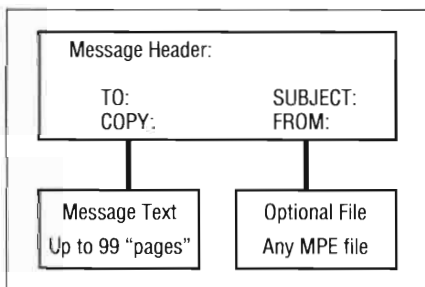 Message Header:
TO: SUBJECT:
COPY: FROM:
Message Text
Up to 99 “pages”
Optional File
Any MPE file